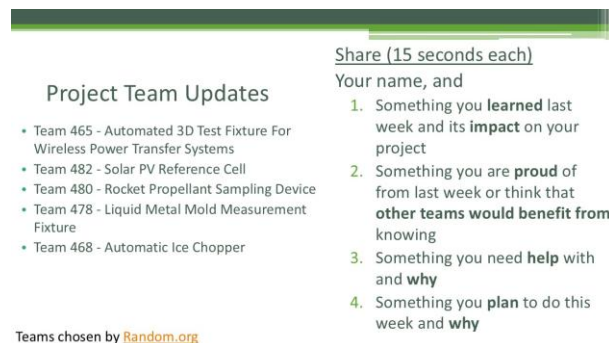 Project Team Updates
• Team 465 - Automated 3D Test Fixture For
Wireless Power Transfer Systems
• Team 482 - Solar PV Reference Cell
• Team 480 - Rocket Propellant Sampling Device
• Team 478 - Liquid Metal Mold Measurement
Fixture
• Team 468 - Automatic Ice Chopper
Teams chosen by Random.org
Share (15 seconds each)
Your name, and
1. Something you learned last
week and its impact on your
project
2. Something you are proud of
from last week or think that
other teams would benefit from
knowing
3. Something you need help with
and why
4. Something you plan to do this
week and why